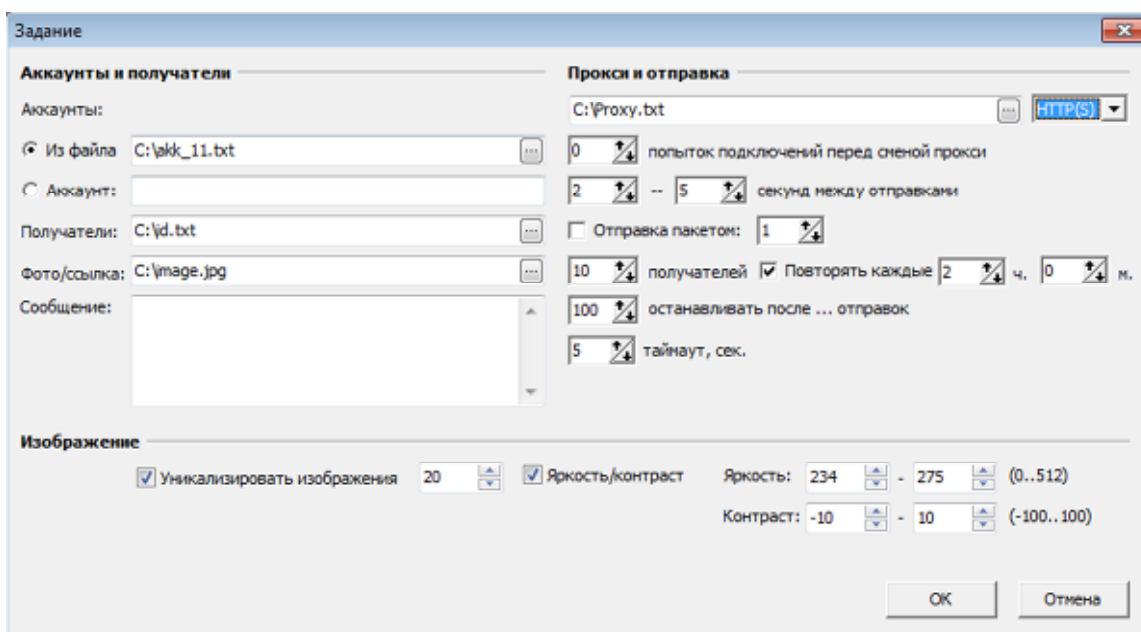 Задание
Аккаунты и получатели
Аккаунты:
Из файла C:\akk_11.txt ...
Аккаунт:
Получатели: C:\id.txt ...
Фото/ссылка: C:\image.jpg ...
Сообщение:
Прокси и отправка
C:\Proxy.txt ... HTTP(S)
0 попыток подключений перед сменой прокси
2 -- 5 секунд между отправками
Отправка пакетом: 1
10 получателей Повторять каждые 2 ч. 0 м.
100 останавливать после ... отправок
5 таймаут, сек.
Изображение
Уникализировать изображения 20 Яркость/контраст Яркость: 234 - 275 (0..512)
Контраст: -10 - 10 (-100..100)
OK Отмена